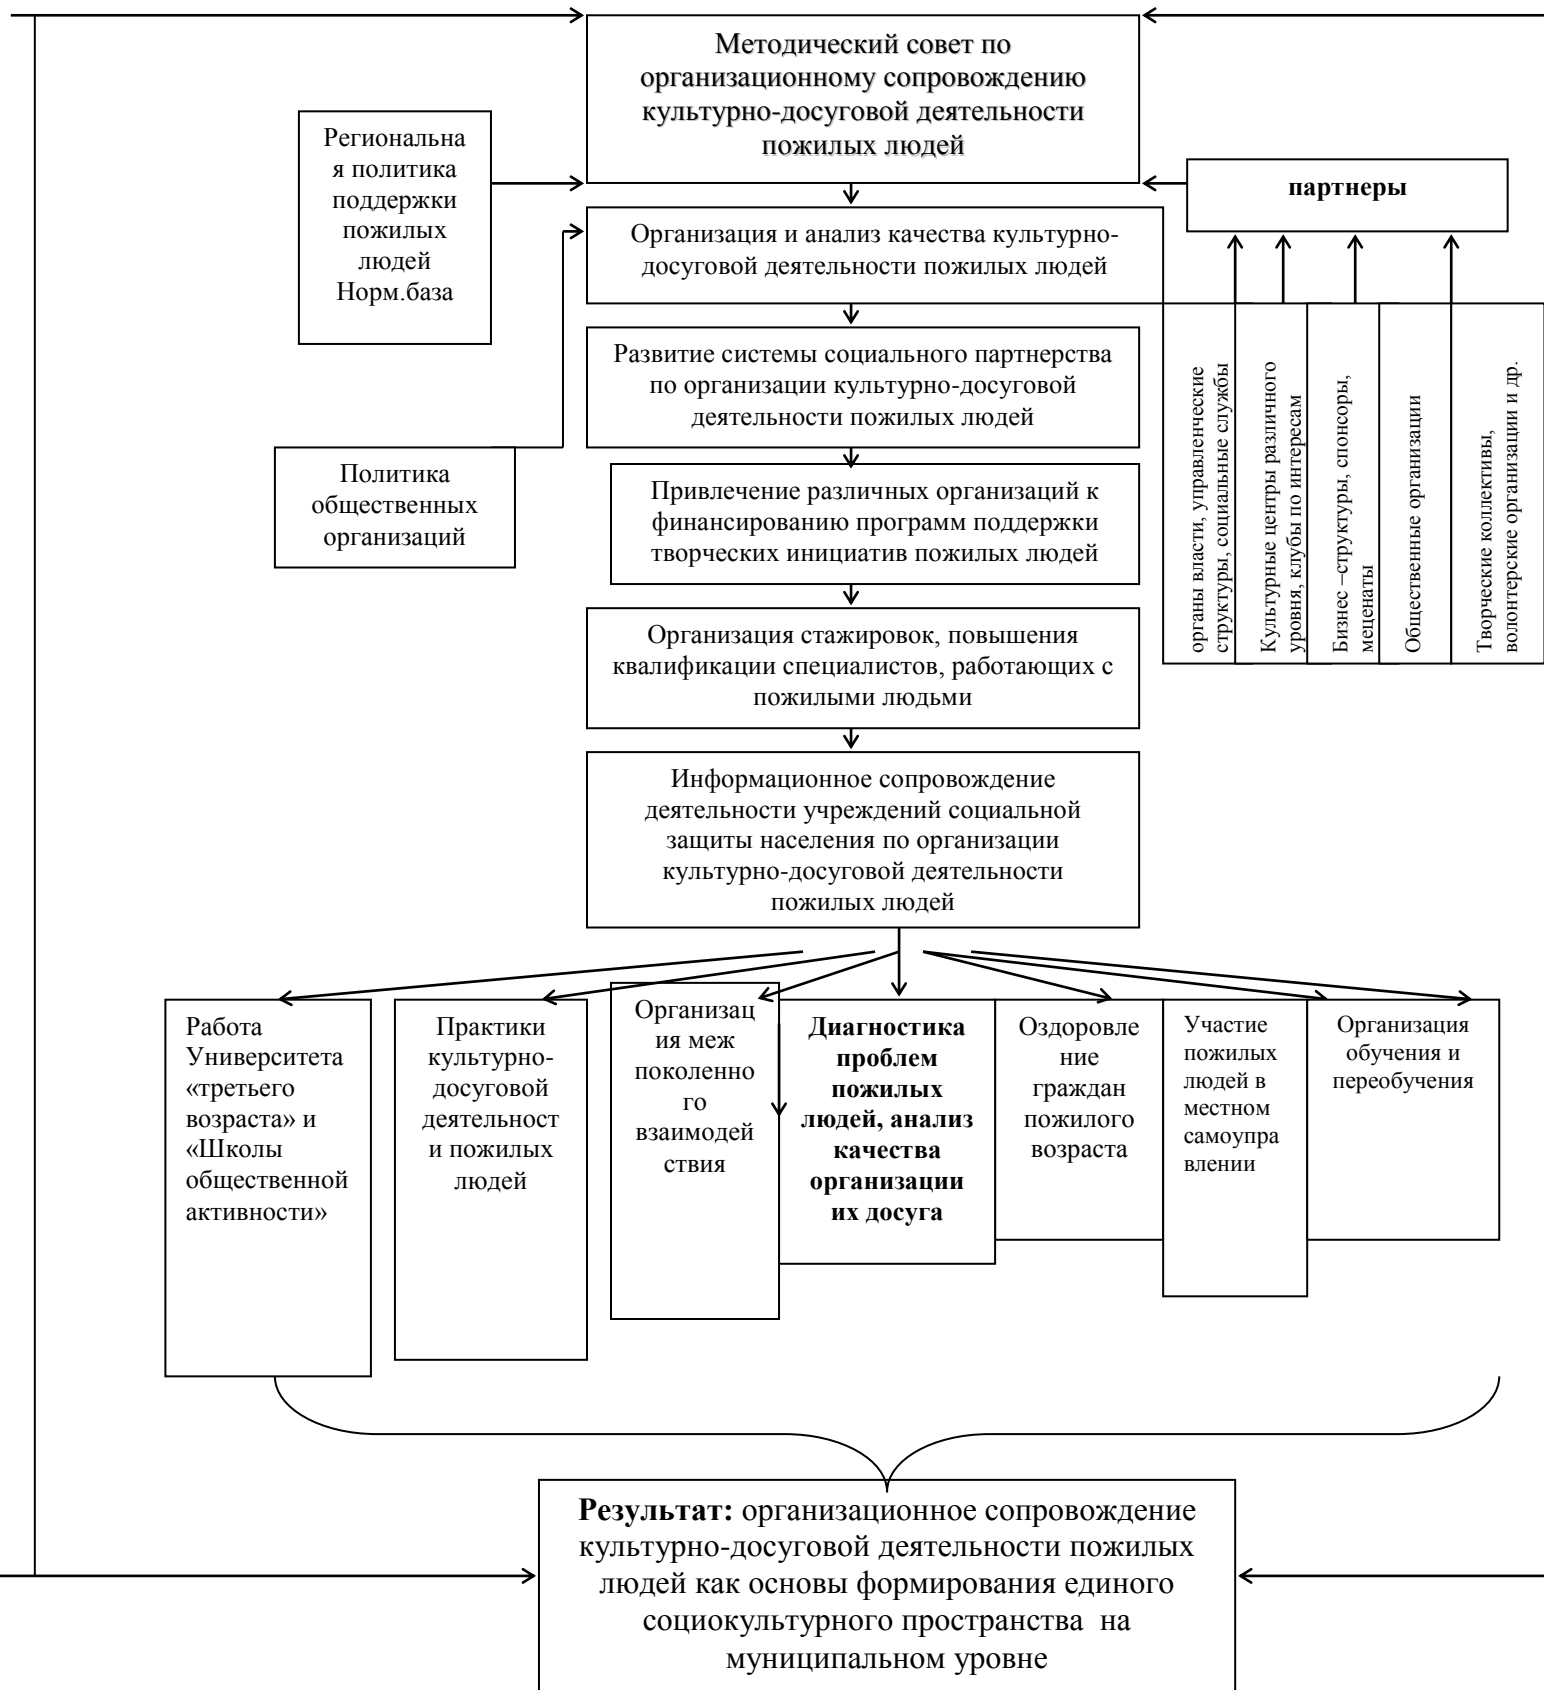 Методический совет по
организационному сопровождению
культурно-досуговой деятельности
пожилых людей
Региональна
я политика
поддержки
пожилых
людей
Норм.база
партнеры
Организация и анализ качества культурно-
досуговой деятельности пожилых людей
Развитие системы социального партнерства
по организации культурно-досуговой
деятельности пожилых людей
Политика
общественных
организаций
Привлечение различных организаций к
финансированию программ поддержки
творческих инициатив пожилых людей
органы власти, управленческие
структуры, социальные службы
Культурные центры различного
уровня, клубы по интересам
Бизнес –структуры, спонсоры,
меценаты
Общественные организации
Творческие коллективы,
волонтерские организации и др.
Организация стажировок, повышения
квалификации специалистов, работающих с
пожилыми людьми
Информационное сопровождение
деятельности учреждений социальной
защиты населения по организации
культурно-досуговой деятельности
пожилых людей
Работа
Университета
«третьего
возраста» и
«Школы
общественной
активности»
Практики
культурно-
досуговой
деятельност
и пожилых
людей
Организац
ия меж
поколенно
го
взаимодей
ствия
Диагностика
проблем
пожилых
людей, анализ
качества
организации
их досуга
Оздоровле
ние
граждан
пожилого
возраста
Участие
пожилых
людей в
местном
самоупра
влении
Организация
обучения и
переобучения
Результат: организационное сопровождение
культурно-досуговой деятельности пожилых
людей как основы формирования единого
социокультурного пространства на
муниципальном уровне